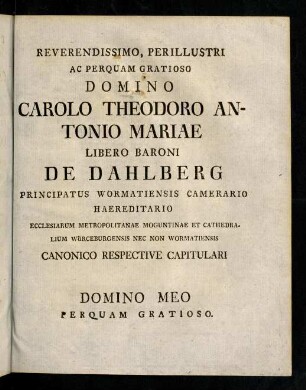 REVERENDISSIMO, PERILLUSTRI
AC PERQUAM GRATIOSO
DOMINO
CAROLO THEODORO AN-
TONIO MARIAE
LIBERO BARONI
DE DAHLBERG
PRINCIPATUS WORMATIENSIS CAMERARIO
HAEREDITARIO
ECCLESIARUM METROPOLITANAE MOGUNTINAE ET CATHEDRA-
LIUM WÜRCEBURGENSIS NEC NON WORMATIENSIS
CANONICO RESPECTIVE CAPITULARI
DOMINO MEO
PERQUAM GRATIOSO.